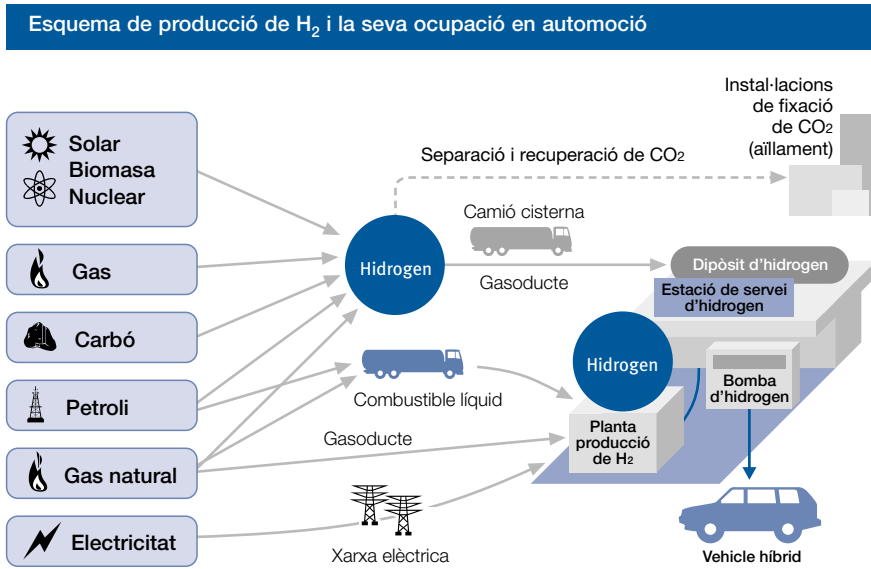 Esquema de producció de H2 i la seva ocupació en automoció
Instal·lacions
de fixació
de CO2
(aïllament)
Solar
Biomasa
Nuclear
Separació i recuperació de CO2
Camió cisterna
Hidrogen
Gasoducte
Dipòsit d'hidrogen
Estació de servei
d'hidrogen
Gas
Carbó
Petroli
Gas natural
Electricitat
Combustible líquid
Gasoducte
Xarxa elèctrica
Hidrogen
Planta
producció
de H2
Bomba
d'hidrogen
Vehicle híbrid